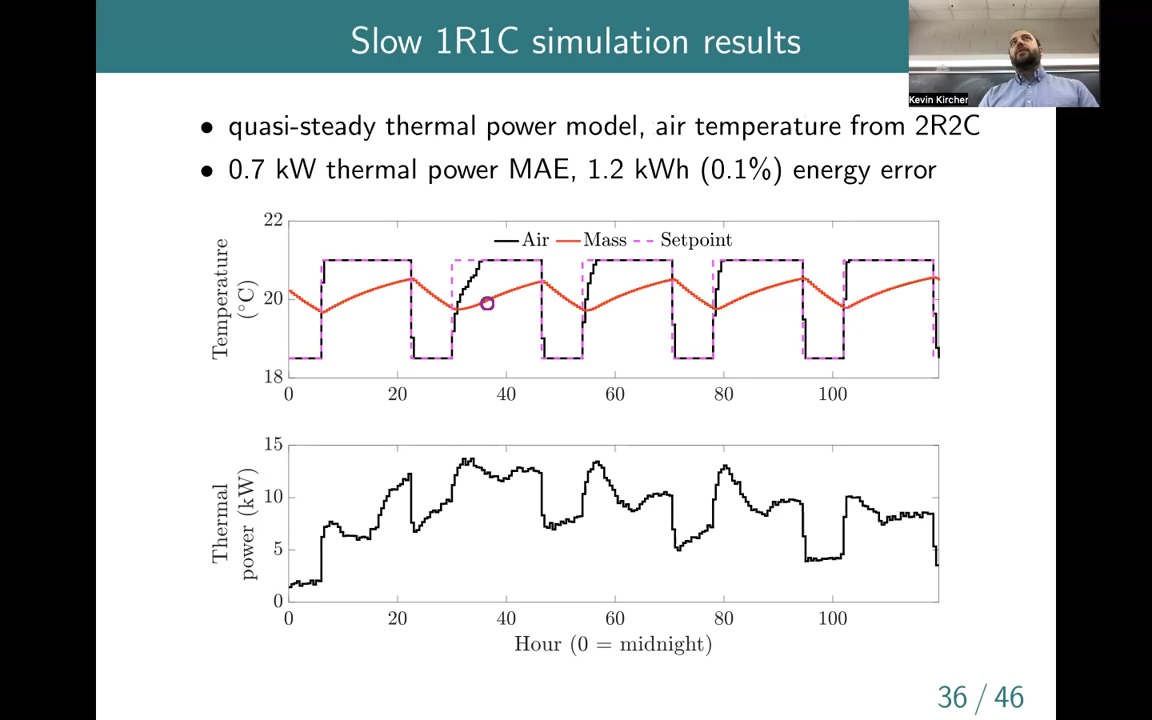 Slow 1R1C simulation results
Kevin Kircher
• quasi-steady thermal power model, air temperature from 2R2C
• 0.7 kW thermal power MAE, 1.2 kWh (0.1%) energy error
Temperature
(°C)
22
20
18
Air Mass Setpoint
0 20 40 60 80 100
Thermal
power (kW)
15
10
5
0
0 20 40 60 80 100
Hour (0 = midnight)
36 / 46